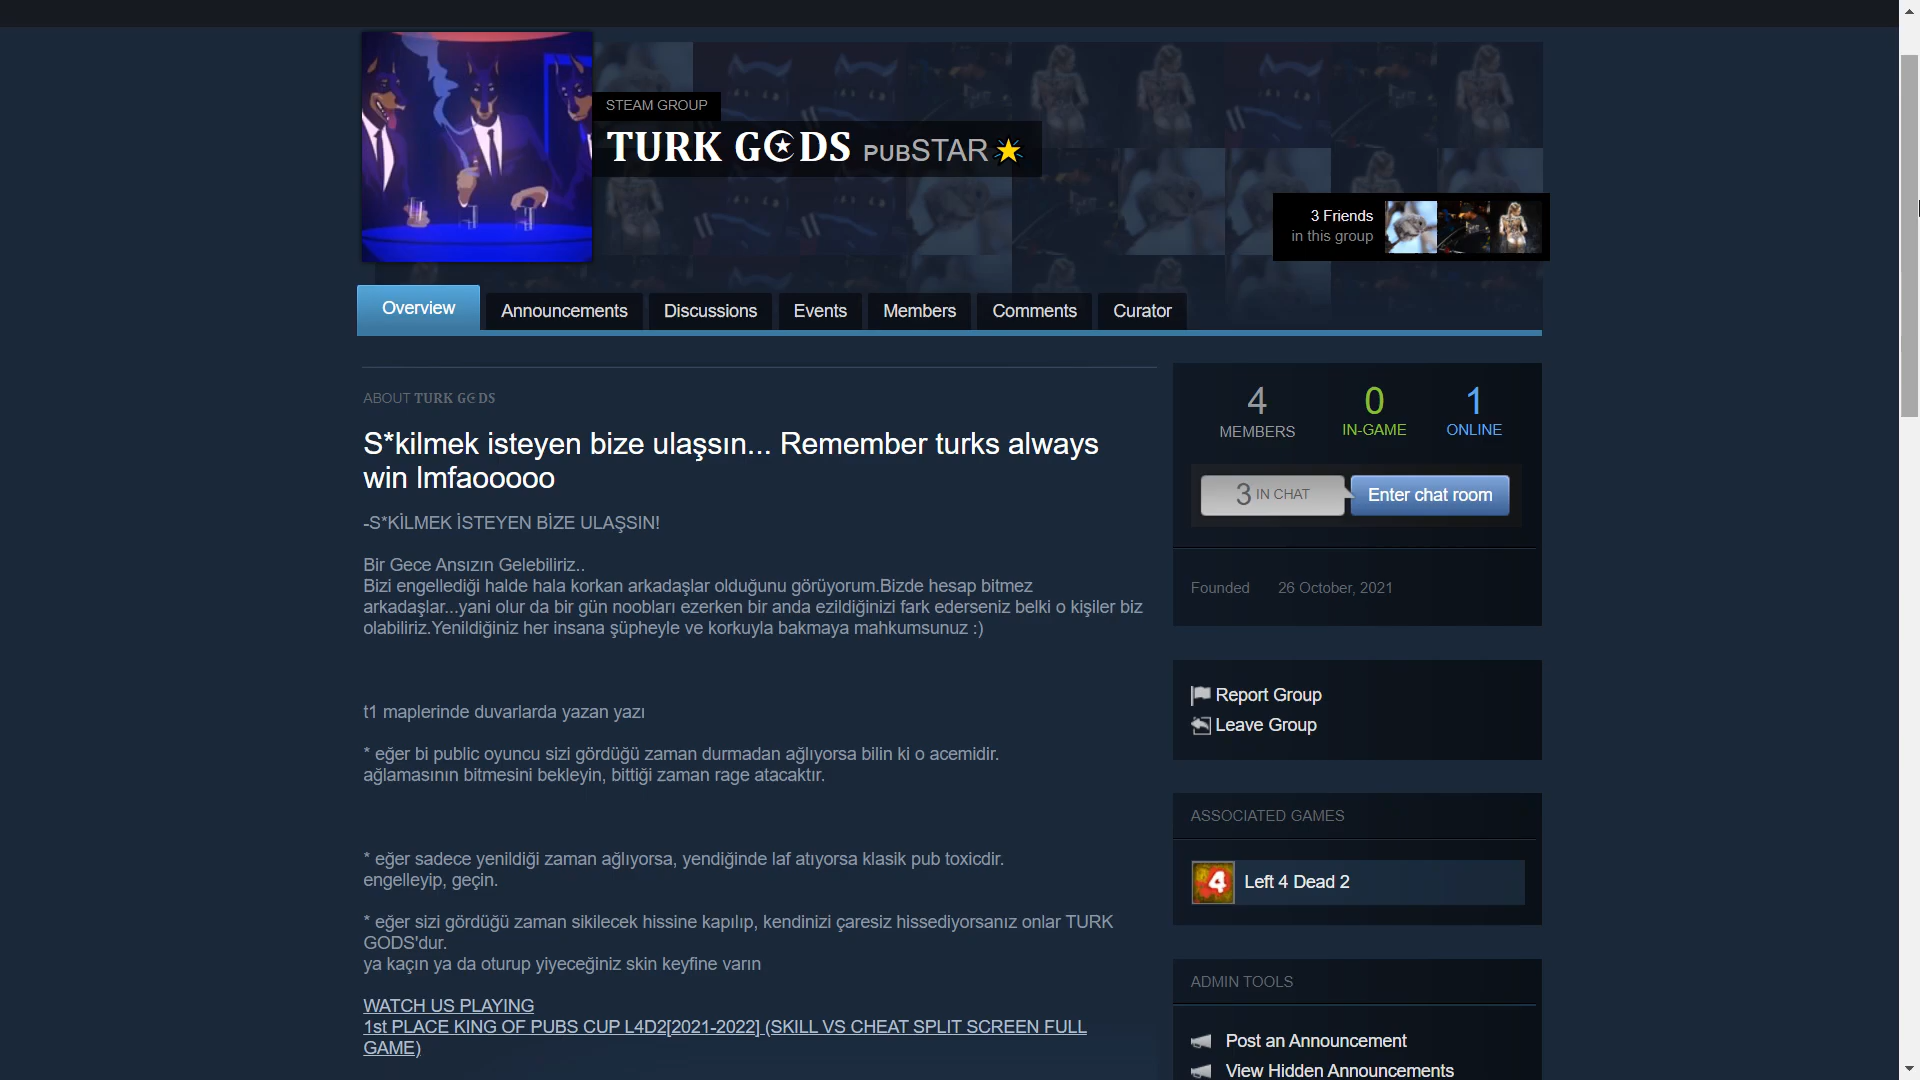 STEAM GROUP
TURK G☪DS PUBSTAR
3 Friends
in this group
Overview
Announcements
Discussions
Events
Members
Comments
Curator
ABOUT TURK G☪DS
S*kilmek isteyen bize ulaşsın... Remember turks always
win lmfaooooo
-S*KİLMEK İSTEYEN BİZE ULAŞSIN!
Bir Gece Ansızın Gelebiliriz..
Bizi engellediği halde hala korkan arkadaşlar olduğunu görüyorum.Bizde hesap bitmez
arkadaşlar...yani olur da bir gün noobları ezerken bir anda ezildiğinizi fark ederseniz belki o kişiler biz
olabiliriz.Yenildiğiniz her insana şüpheyle ve korkuyla bakmaya mahkumsunuz :)
t1 maplerinde duvarlarda yazan yazı
* eğer bi public oyuncu sizi gördüğü zaman durmadan ağlıyorsa bilin ki o acemidir.
ağlamasının bitmesini bekleyin, bittiği zaman rage atacaktır.
* eğer sadece yenildiği zaman ağlıyorsa, yendiğinde laf atıyorsa klasik pub toxicdir.
engelleyip, geçin.
* eğer sizi gördüğü zaman sikilecek hissine kapılıp, kendinizi çaresiz hissediyorsanız onlar TURK
GODS'dur.
ya kaçın ya da oturup yiyeceğiniz skin keyfine varın
WATCH US PLAYING
1st PLACE KING OF PUBS CUP L4D2[2021-2022] (SKILL VS CHEAT SPLIT SCREEN FULL
GAME)
4 0 1
MEMBERS IN-GAME ONLINE
3 IN CHAT
Enter chat room
Founded 26 October, 2021
Report Group
Leave Group
ASSOCIATED GAMES
4
Left 4 Dead 2
ADMIN TOOLS
Post an Announcement
View Hidden Announcements